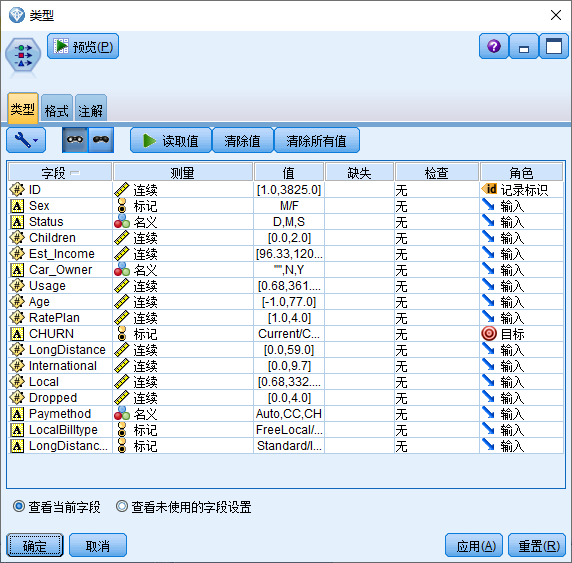 类型
预览(P)
类型 格式 注解
读取值 清除值 清除所有值
字段 测量 值 缺失 检查 角色
ID 连续 [1.0,3825.0] 无 记录标识
Sex 标记 M/F 无 输入
Status 名义 D,M,S 无 输入
Children 连续 [0.0,2.0] 无 输入
Est_Income 连续 [96.33,120... 无 输入
Car_Owner 名义 "",N,Y 无 输入
Usage 连续 [0.68,361.... 无 输入
Age 连续 [-1.0,77.0] 无 输入
RatePlan 连续 [1.0,4.0] 无 输入
CHURN 标记 Current/C... 无 目标
LongDistance 连续 [0.0,59.0] 无 输入
International 连续 [0.0,9.7] 无 输入
Local 连续 [0.68,332.... 无 输入
Dropped 连续 [0.0,4.0] 无 输入
Paymethod 名义 Auto,CC,CH 无 输入
LocalBilltype 标记 FreeLocal/... 无 输入
LongDistanc... 标记 Standard/I... 无 输入
查看当前字段 查看未使用的字段设置
确定 取消 应用(A) 重置(R)